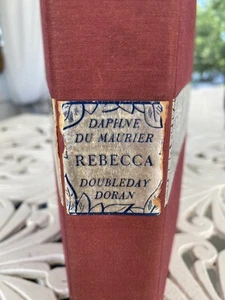 DAPHNE
DU MAURIER
REBECCA
DOUBLEDAY
DORAN